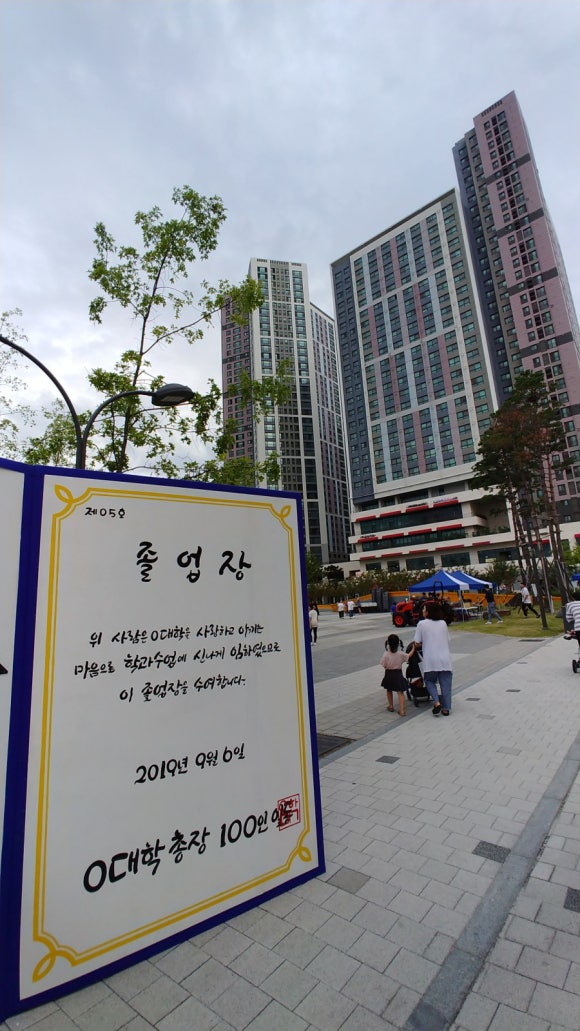 제05호
졸업장
위 사람은 0대학을 사랑하고 아끼는
마음으로 학과수업에 신나게 임하였으므로
이 졸업장을 수여합니다.
2019년 9월 6일
0대학 총장 100인 일동